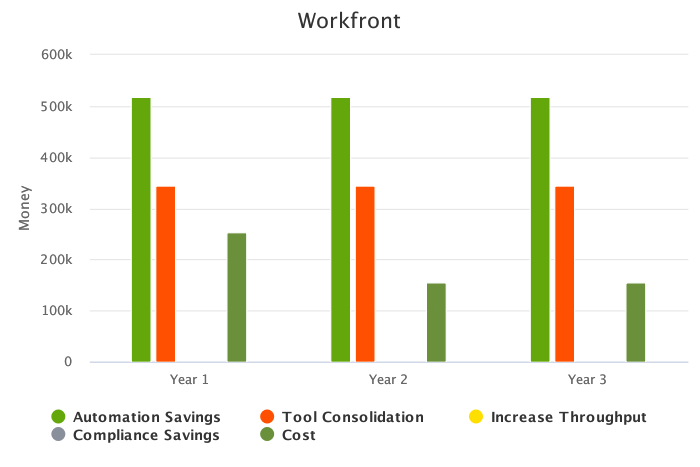 Workfront
600k
500k
400k
300k
200k
100k
0
Money
Year 1 Year 2 Year 3
Automation Savings Tool Consolidation Increase Throughput
Compliance Savings Cost